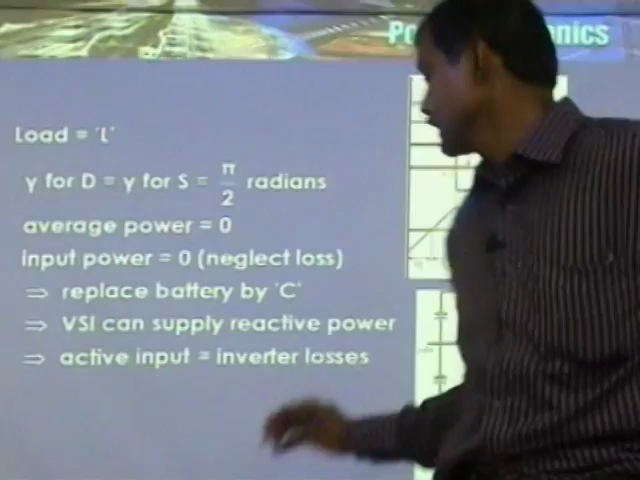 Load = 'L'
γ for D = γ for S = π/2 radians
average power = 0
input power = 0 (neglect loss)
⇒ replace battery by 'C'
⇒ VSI can supply reactive power
⇒ active input = inverter losses